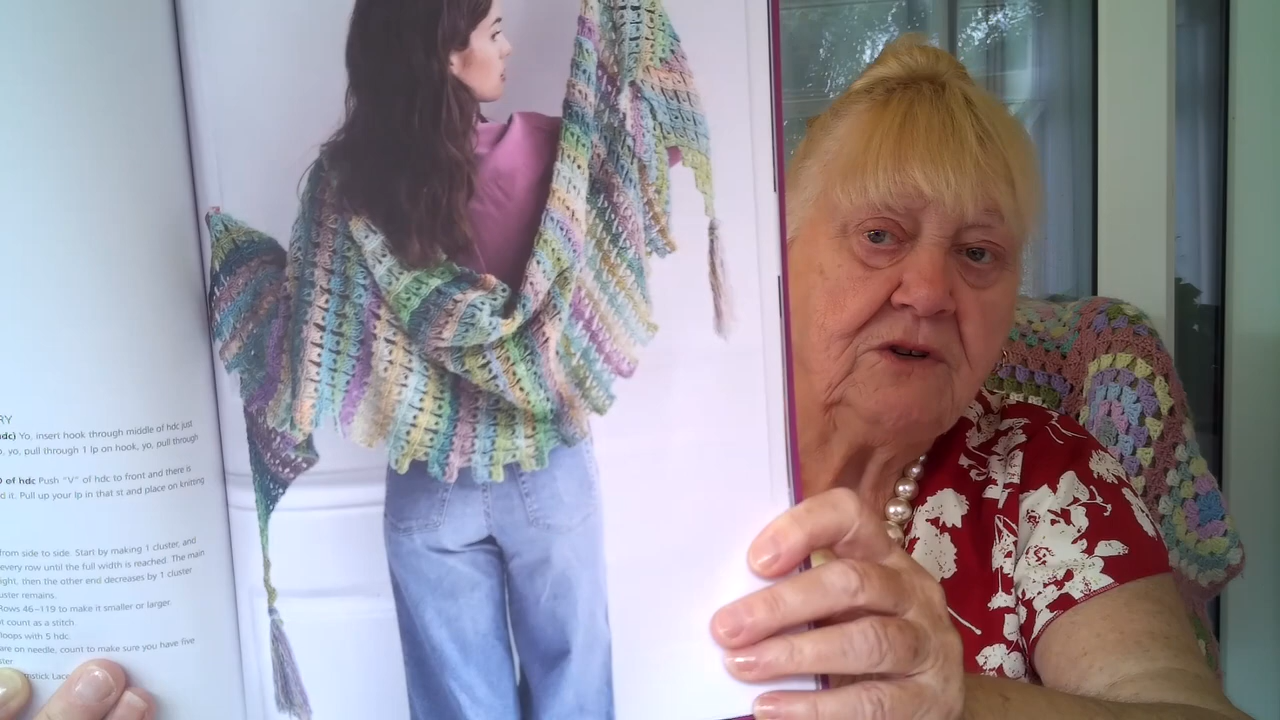 RY
hdc) Yo, insert hook through middle of hdc just
o, yo, pull through 1 lp on hook, yo, pull through
O of hdc Push "V" of hdc to front and there is
d it. Pull up your lp in that st and place on knitting
from side to side. Start by making 1 cluster, and
every row until the full width is reached. The main
ight, then the other end decreases by 1 cluster
uster remains.
Rows 46–119 to make it smaller or larger.
t count as a stitch.
loops with 5 hdc.
are on needle, count to make sure you have five
ster
mstick Lace